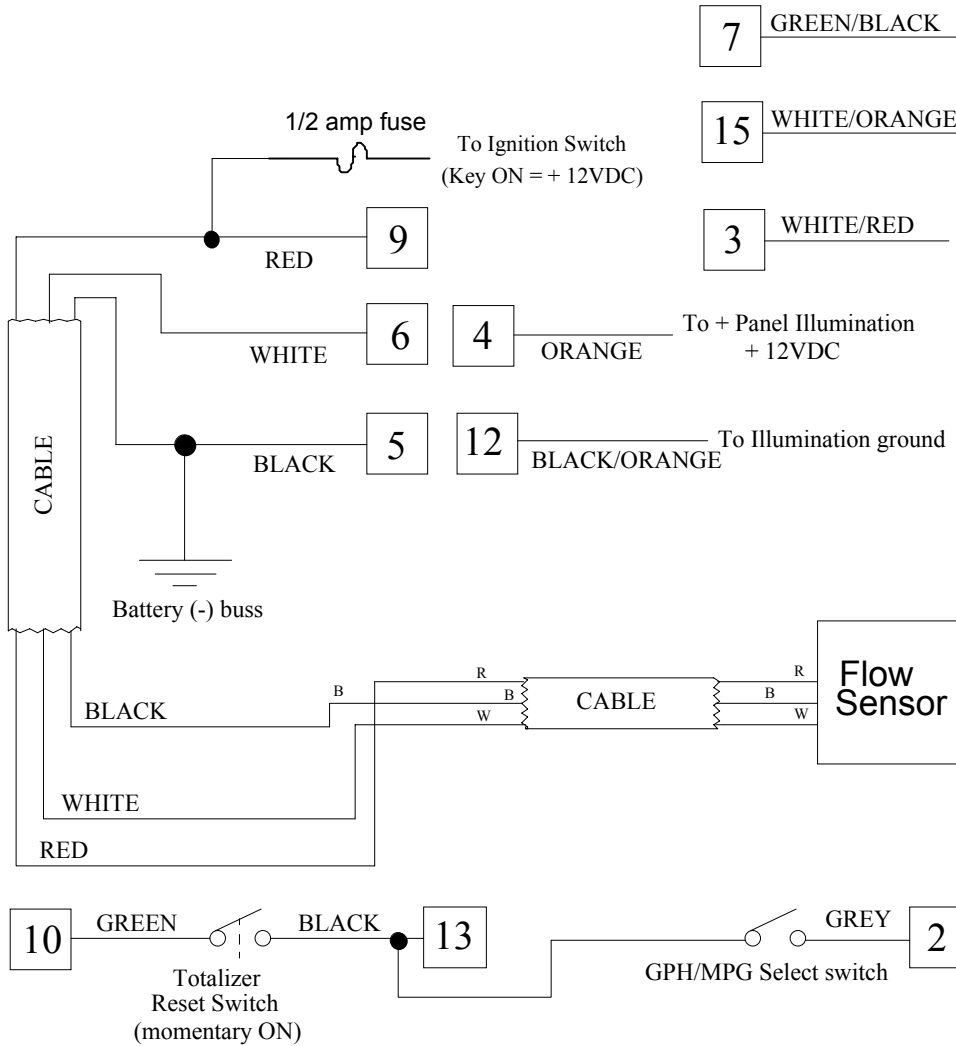 7
GREEN/BLACK
15
WHITE/ORANGE
1/2 amp fuse
To Ignition Switch
(Key ON = + 12VDC)
3
WHITE/RED
9
RED
6
WHITE
4
ORANGE
To + Panel Illumination
+ 12VDC
5
BLACK
12
BLACK/ORANGE
To Illumination ground
CABLE
Battery (-) buss
BLACK
B
R
B
W
CABLE
R
B
W
Flow
Sensor
WHITE
RED
10
GREEN
BLACK
13
GREY
2
Totalizer
Reset Switch
(momentary ON)
GPH/MPG Select switch